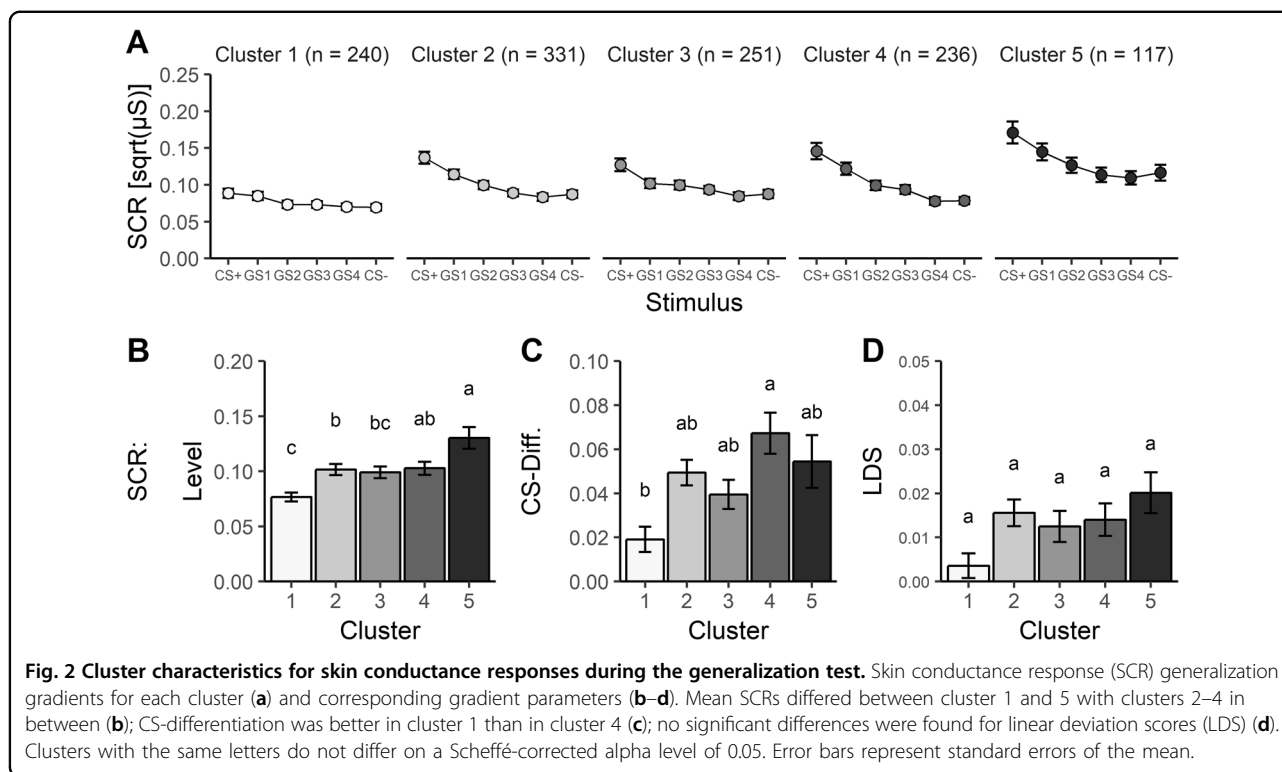 A
Cluster 1 (n = 240) Cluster 2 (n = 331) Cluster 3 (n = 251) Cluster 4 (n = 236) Cluster 5 (n = 117)
SCR [sqrt(µS)]
0.25
0.20
0.15
0.10
0.05
0.00
CS+ GS1 GS2 GS3 GS4 CS- CS+ GS1 GS2 GS3 GS4 CS- CS+ GS1 GS2 GS3 GS4 CS- CS+ GS1 GS2 GS3 GS4 CS- CS+ GS1 GS2 GS3 GS4 CS-
Stimulus
B
SCR:
Level
0.20
0.15
0.10
0.05
0.00
c b bc ab a
1 2 3 4 5
Cluster
C
CS-Diff.
0.10
0.08
0.06
0.04
0.02
0.00
b ab ab a ab
1 2 3 4 5
Cluster
D
LDS
0.05
0.04
0.03
0.02
0.01
0.00
a a a a a
1 2 3 4 5
Cluster
Fig. 2 Cluster characteristics for skin conductance responses during the generalization test. Skin conductance response (SCR) generalization
gradients for each cluster (a) and corresponding gradient parameters (b–d). Mean SCRs differed between cluster 1 and 5 with clusters 2–4 in
between (b); CS-differentiation was better in cluster 1 than in cluster 4 (c); no significant differences were found for linear deviation scores (LDS) (d).
Clusters with the same letters do not differ on a Scheffé-corrected alpha level of 0.05. Error bars represent standard errors of the mean.